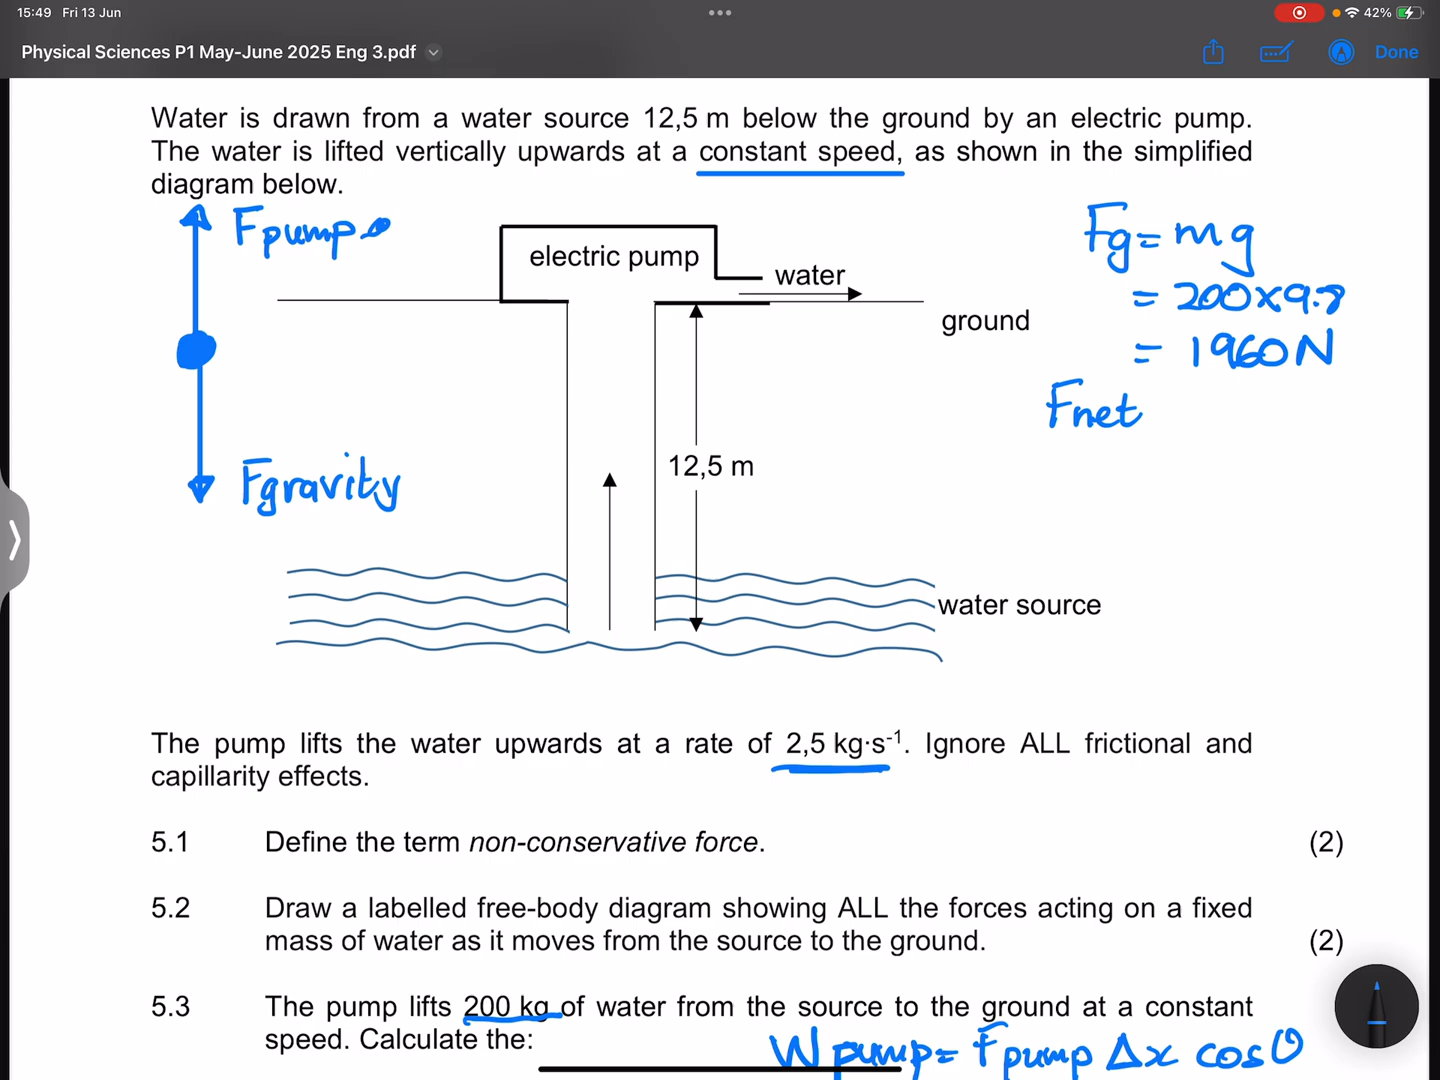 15:49 Fri 13 Jun
42%
Physical Sciences P1 May-June 2025 Eng 3.pdf
Done
Water is drawn from a water source 12,5 m below the ground by an electric pump.
The water is lifted vertically upwards at a constant speed, as shown in the simplified
diagram below.
Fpump
electric pump
water
ground
Fg = mg
= 200×9.8
= 1960N
Fnet
12,5 m
Fgravity
water source
The pump lifts the water upwards at a rate of 2,5 kg·s⁻¹. Ignore ALL frictional and
capillarity effects.
5.1 Define the term non-conservative force. (2)
5.2 Draw a labelled free-body diagram showing ALL the forces acting on a fixed
mass of water as it moves from the source to the ground. (2)
5.3 The pump lifts 200 kg of water from the source to the ground at a constant
speed. Calculate the:
Wpump = Fpump Δx cosθ